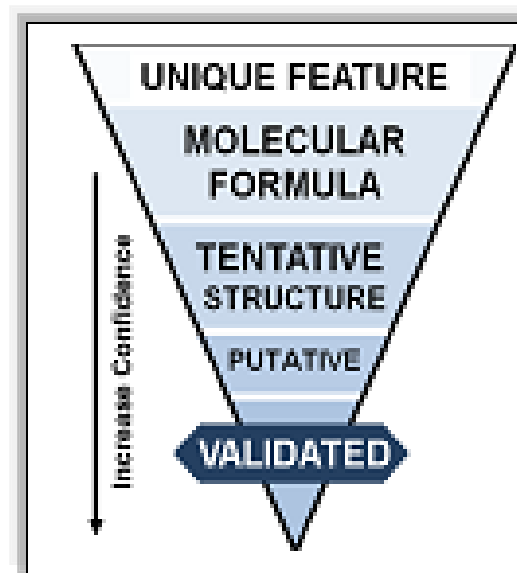 UNIQUE FEATURE
MOLECULAR
FORMULA
TENTATIVE
STRUCTURE
PUTATIVE
VALIDATED
Increase Confidence